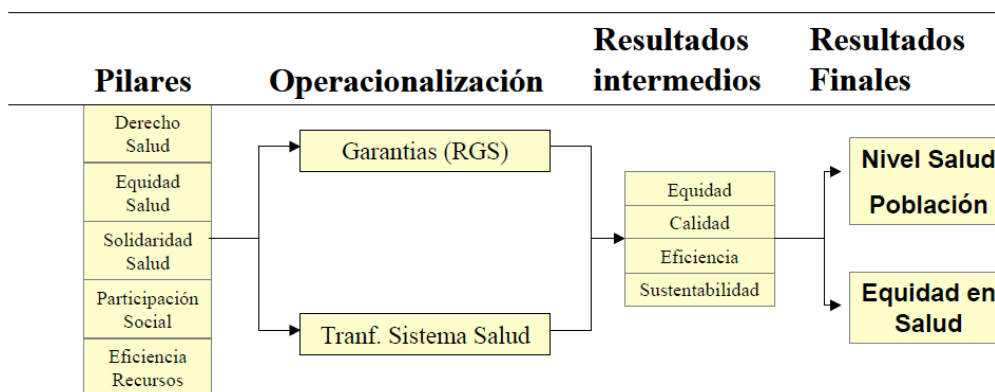 Pilares
Operacionalización
Resultados
intermedios
Resultados
Finales
Derecho
Salud
Equidad
Salud
Solidaridad
Salud
Participación
Social
Eficiencia
Recursos
Garantias (RGS)
Tranf. Sistema Salud
Equidad
Calidad
Eficiencia
Sustentabilidad
Nivel Salud
Población
Equidad en
Salud